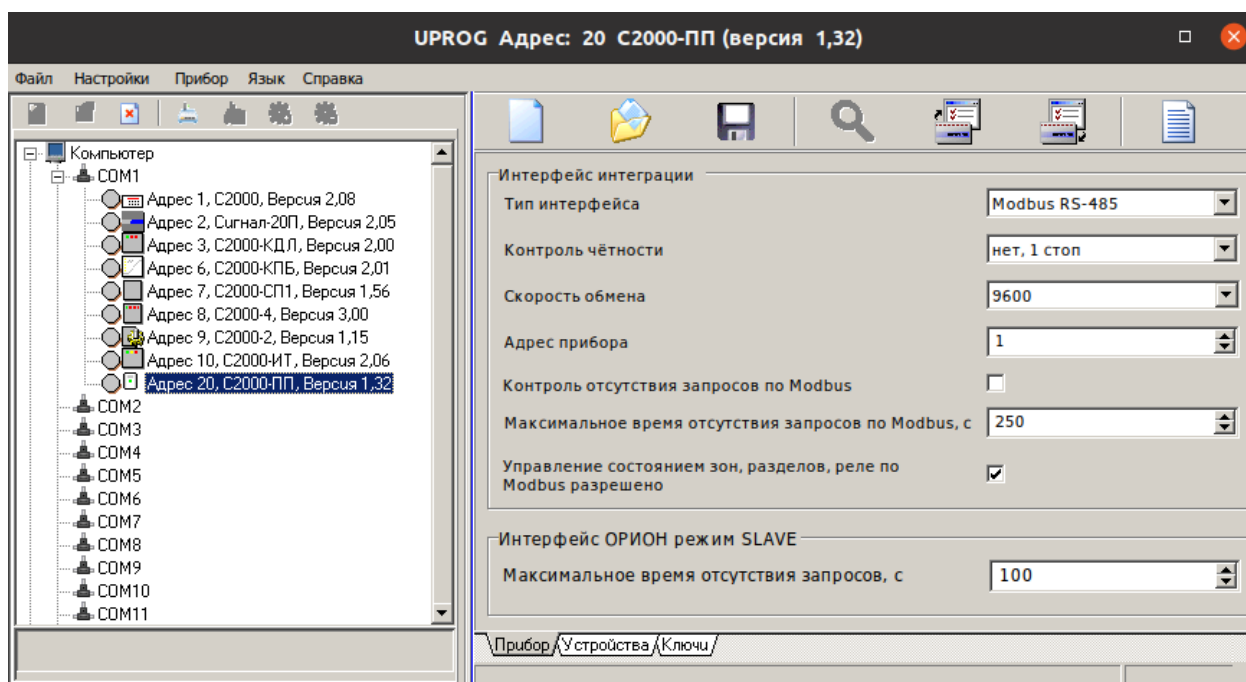 UPROG Адрес: 20 С2000-ПП (версия 1,32)
Файл Настройки Прибор Язык Справка
Компьютер
COM1
Адрес 1, С2000, Версия 2,08
Адрес 2, Сигнал-20П, Версия 2,05
Адрес 3, С2000-КДЛ, Версия 2,00
Адрес 6, С2000-КПБ, Версия 2,01
Адрес 7, С2000-СП1, Версия 1,56
Адрес 8, С2000-4, Версия 3,00
Адрес 9, С2000-2, Версия 1,15
Адрес 10, С2000-ИТ, Версия 2,06
Адрес 20, С2000-ПП, Версия 1,32
COM2
COM3
COM4
COM5
COM6
COM7
COM8
COM9
COM10
COM11
Интерфейс интеграции
Тип интерфейса Modbus RS-485
Контроль чётности нет, 1 стоп
Скорость обмена 9600
Адрес прибора 1
Контроль отсутствия запросов по Modbus
Максимальное время отсутствия запросов по Modbus, с 250
Управление состоянием зон, разделов, реле по
Modbus разрешено
Интерфейс ОРИОН режим SLAVE
Максимальное время отсутствия запросов, с 100
Прибор Устройства Ключи